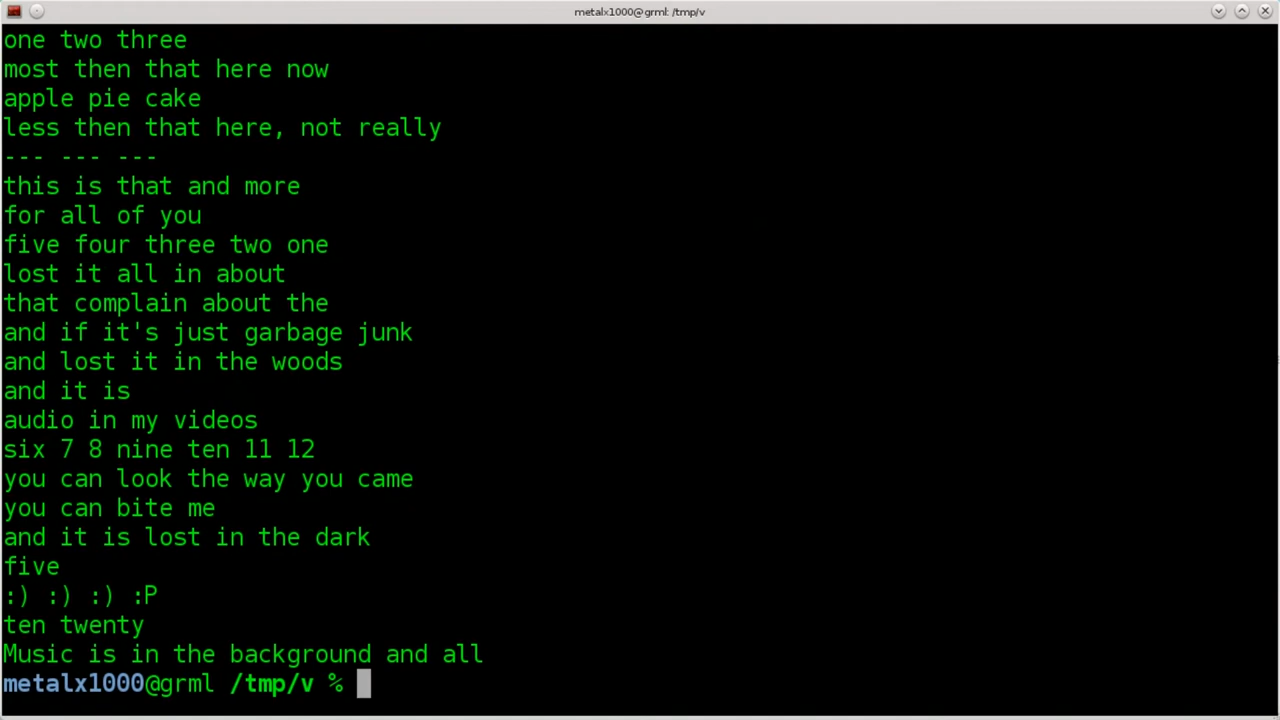 metalx1000@grml: /tmp/v
one two three
most then that here now
apple pie cake
less then that here, not really
--- --- ---
this is that and more
for all of you
five four three two one
lost it all in about
that complain about the
and if it's just garbage junk
and lost it in the woods
and it is
audio in my videos
six 7 8 nine ten 11 12
you can look the way you came
you can bite me
and it is lost in the dark
five
:) :) :) :P
ten twenty
Music is in the background and all
metalx1000@grml /tmp/v %